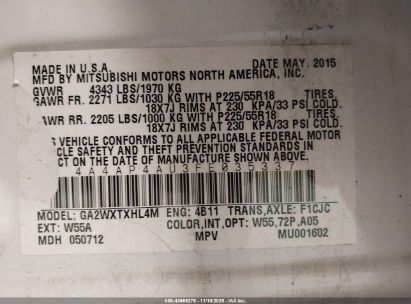 MADE IN U.S.A. DATE MAY. 2015
MFD BY MITSUBISHI MOTORS NORTH AMERICA, INC.
GVWR 4343 LBS/1970 KG
GAWR FR. 2271 LBS/1030 KG WITH P225/55R18
18X7J RIMS AT 230 KPA/33 PSI COLD.
GAWR RR. 2205 LBS/1000 KG WITH P225/55R18
18X7J RIMS AT 230 KPA/33 PSI COLD.
S VEHICLE CONFORMS TO ALL APPLICABLE FEDERAL MOTOR
CLE SAFETY AND THEFT PREVENTION STANDARDS IN
CT ON THE DATE OF MANUFACTURE SHOWN ABOVE.
4A4AP4AU3FE035337
MODEL: GA2WXTXHL4M ENG: 4B11 TRANS,AXLE: F1CJC
EXT: W55A COLOR,INT,OPT: W55,72P,A05
MDH 050712 MPV MU001602